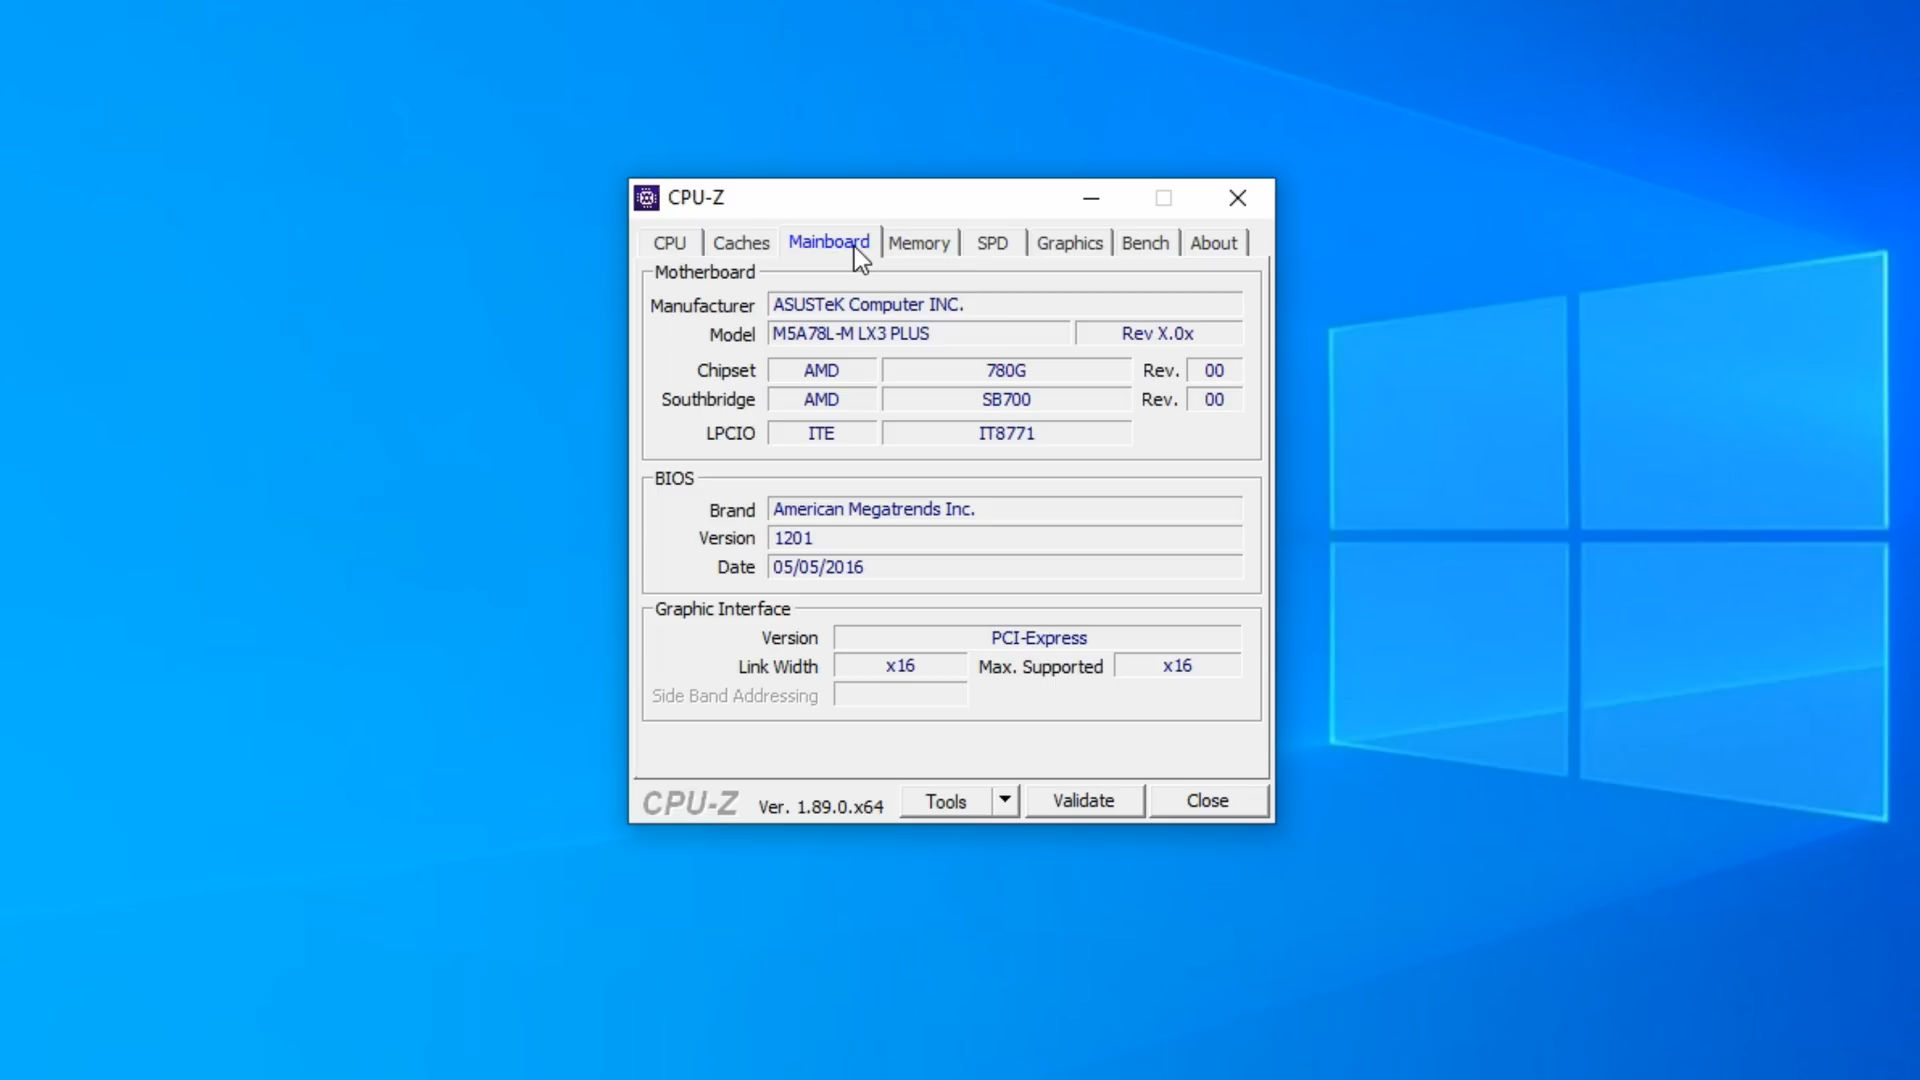 CPU-Z
CPU Caches Mainboard Memory SPD Graphics Bench About
Motherboard
Manufacturer ASUSTeK Computer INC.
Model M5A78L-M LX3 PLUS Rev X.0x
Chipset AMD 780G Rev. 00
Southbridge AMD SB700 Rev. 00
LPCIO ITE IT8771
BIOS
Brand American Megatrends Inc.
Version 1201
Date 05/05/2016
Graphic Interface
Version PCI-Express
Link Width x16 Max. Supported x16
Side Band Addressing
CPU-Z Ver. 1.89.0.x64 Tools Validate Close